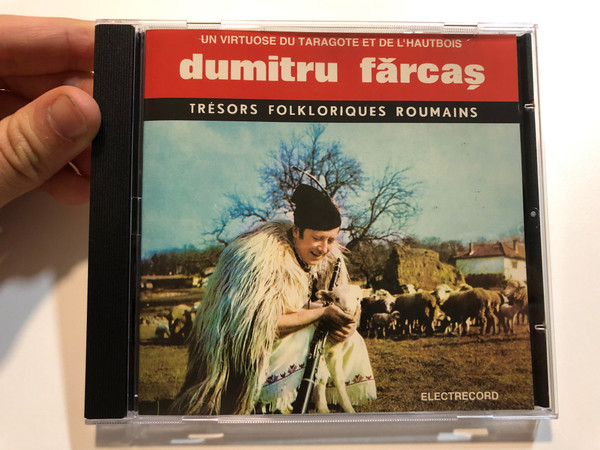 UN VIRTUOSE DU TARAGOTE ET DE L'HAUTBOIS
dumitru fărcaş
TRÉSORS FOLKLORIQUES ROUMAINS
ELECTRECORD